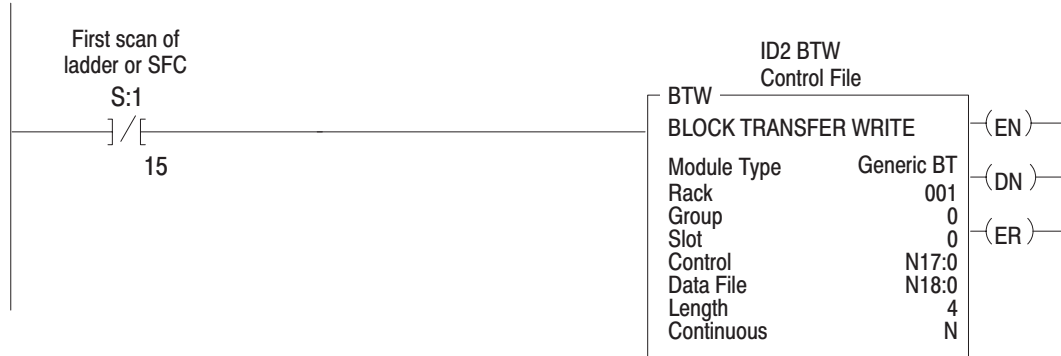 First scan of
ladder or SFC
S:1
15
ID2 BTW
Control File
BTW
BLOCK TRANSFER WRITE
Module Type Generic BT
Rack 001
Group 0
Slot 0
Control N17:0
Data File N18:0
Length 4
Continuous N
EN
DN
ER